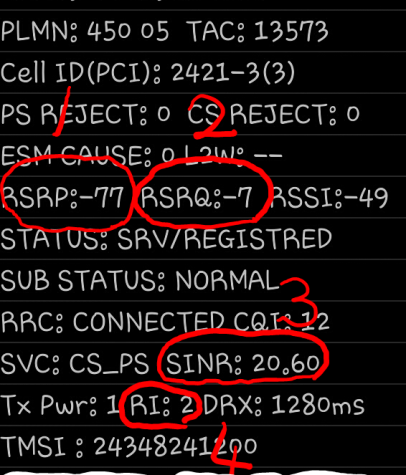 PLMN: 450 05 TAC: 13573
Cell ID(PCI): 2421-3(3)
PS REJECT: 0 CS REJECT: 0
1 2
ESM CAUSE: 0 L2W: --
RSRP:-77 RSRQ:-7 RSSI:-49
STATUS: SRV/REGISTRED
SUB STATUS: NORMAL
3
RRC: CONNECTED CQI: 12
SVC: CS_PS SINR: 20.60
Tx Pwr: 1 RI: 2 DRX: 1280ms
TMSI : 24348241200
4